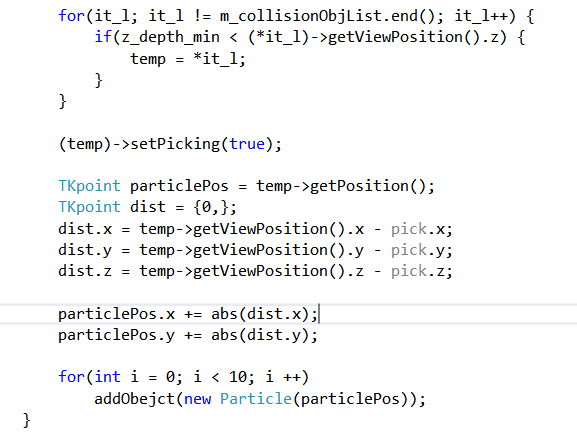 for(it_l; it_l != m_collisionObjList.end(); it_l++) {
if(z_depth_min < (*it_l)->getViewPosition().z) {
temp = *it_l;
}
}
(temp)->setPicking(true);
TKpoint particlePos = temp->getPosition();
TKpoint dist = {0,};
dist.x = temp->getViewPosition().x - pick.x;
dist.y = temp->getViewPosition().y - pick.y;
dist.z = temp->getViewPosition().z - pick.z;
particlePos.x += abs(dist.x);
particlePos.y += abs(dist.y);
for(int i = 0; i < 10; i ++)
addObejct(new Particle(particlePos));
}